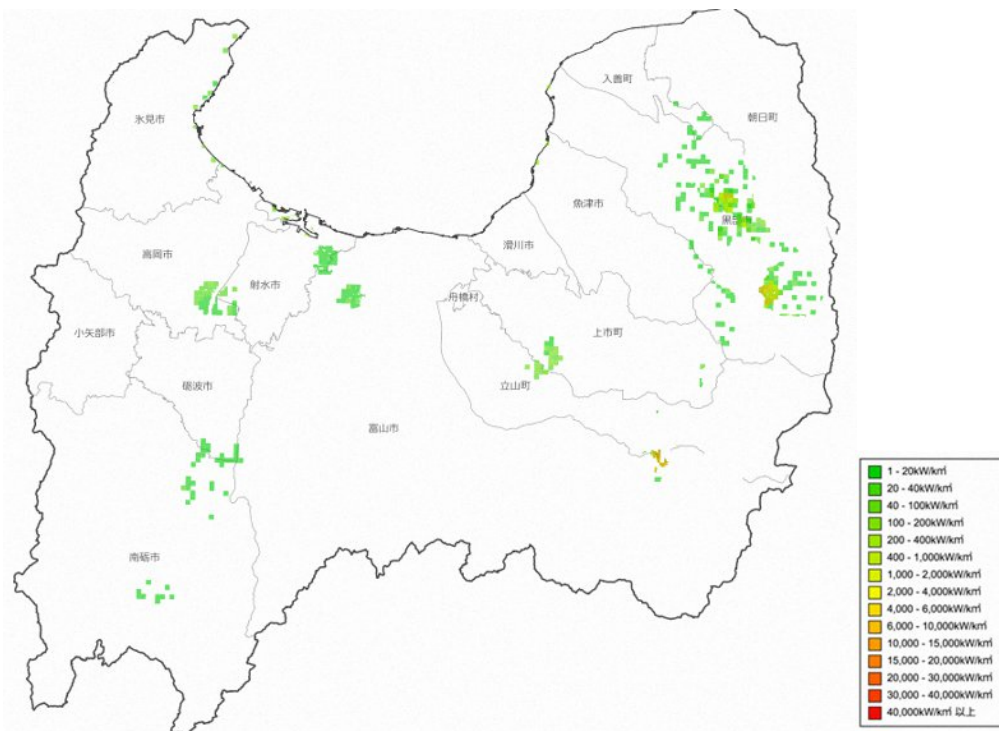 入善町
朝日町
氷見市
魚津市
高岡市
射水市
滑川市
舟橋村
上市町
小矢部市
砺波市
立山町
富山市
南砺市
1 - 20kW/k㎡
20 - 40kW/k㎡
40 - 100kW/k㎡
100 - 200kW/k㎡
200 - 400kW/k㎡
400 - 1,000kW/k㎡
1,000 - 2,000kW/k㎡
2,000 - 4,000kW/k㎡
4,000 - 6,000kW/k㎡
6,000 - 10,000kW/k㎡
10,000 - 15,000kW/k㎡
15,000 - 20,000kW/k㎡
20,000 - 30,000kW/k㎡
30,000 - 40,000kW/k㎡
40,000kW/k㎡ 以上